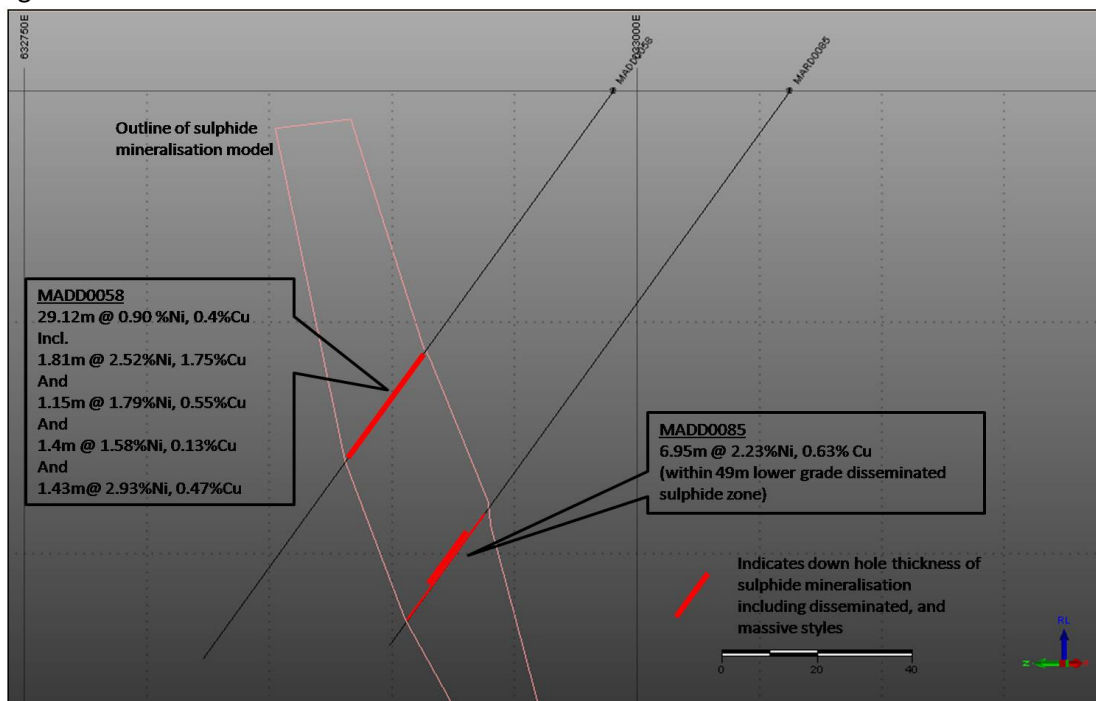 632750E
MADD0058
633000E
MARD0085
Outline of sulphide
mineralisation model
MADD0058
29.12m @ 0.90 %Ni, 0.4%Cu
Incl.
1.81m @ 2.52%Ni, 1.75%Cu
And
1.15m @ 1.79%Ni, 0.55%Cu
And
1.4m @ 1.58%Ni, 0.13%Cu
And
1.43m@ 2.93%Ni, 0.47%Cu
MADD0085
6.95m @ 2.23%Ni, 0.63% Cu
(within 49m lower grade disseminated
sulphide zone)
Indicates down hole thickness of
sulphide mineralisation
including disseminated, and
massive styles
0 20 40
RL